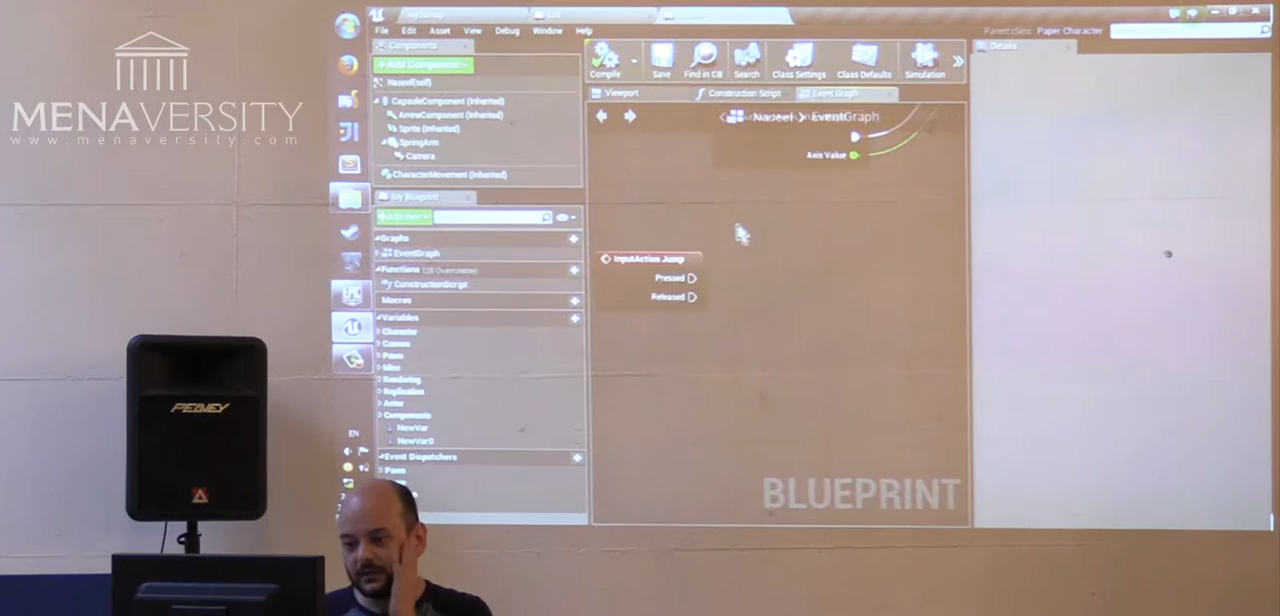 MENAVERSITY
www.menaversity.com
File Edit Asset View Debug Window Help
Parent class: Paper Character
Components
Details
Add Component
Compile Save Find in CB Search Class Settings Class Defaults Simulation
Naseel(self)
Viewport Construction Script EventGraph
CapsuleComponent (Inherited)
ArrowComponent (Inherited)
Naseel > EventGraph
Sprite (Inherited)
SpringArm
Axis Value
Camera
CharacterMovement (Inherited)
My Blueprint
Graphs
EventGraph
InputAction Jump
Functions
ConstructionScript
Pressed
Released
Macros
Variables
Character
Camera
Pawn
Misc
Rendering
Replication
Actor
Components
NewVar
NewVar0
Event Dispatchers
Pawn
EN
BLUEPRINT
PEAVEY